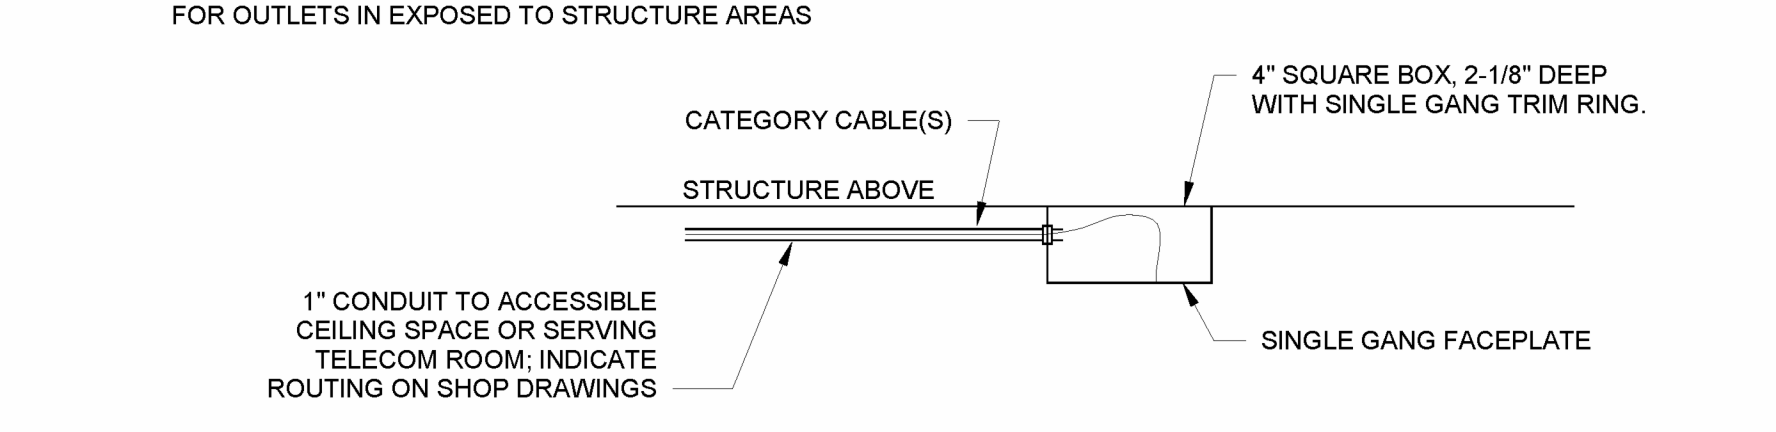 FOR OUTLETS IN EXPOSED TO STRUCTURE AREAS
4" SQUARE BOX, 2-1/8" DEEP
WITH SINGLE GANG TRIM RING.
CATEGORY CABLE(S)
STRUCTURE ABOVE
1" CONDUIT TO ACCESSIBLE
CEILING SPACE OR SERVING
TELECOM ROOM; INDICATE
ROUTING ON SHOP DRAWINGS
SINGLE GANG FACEPLATE